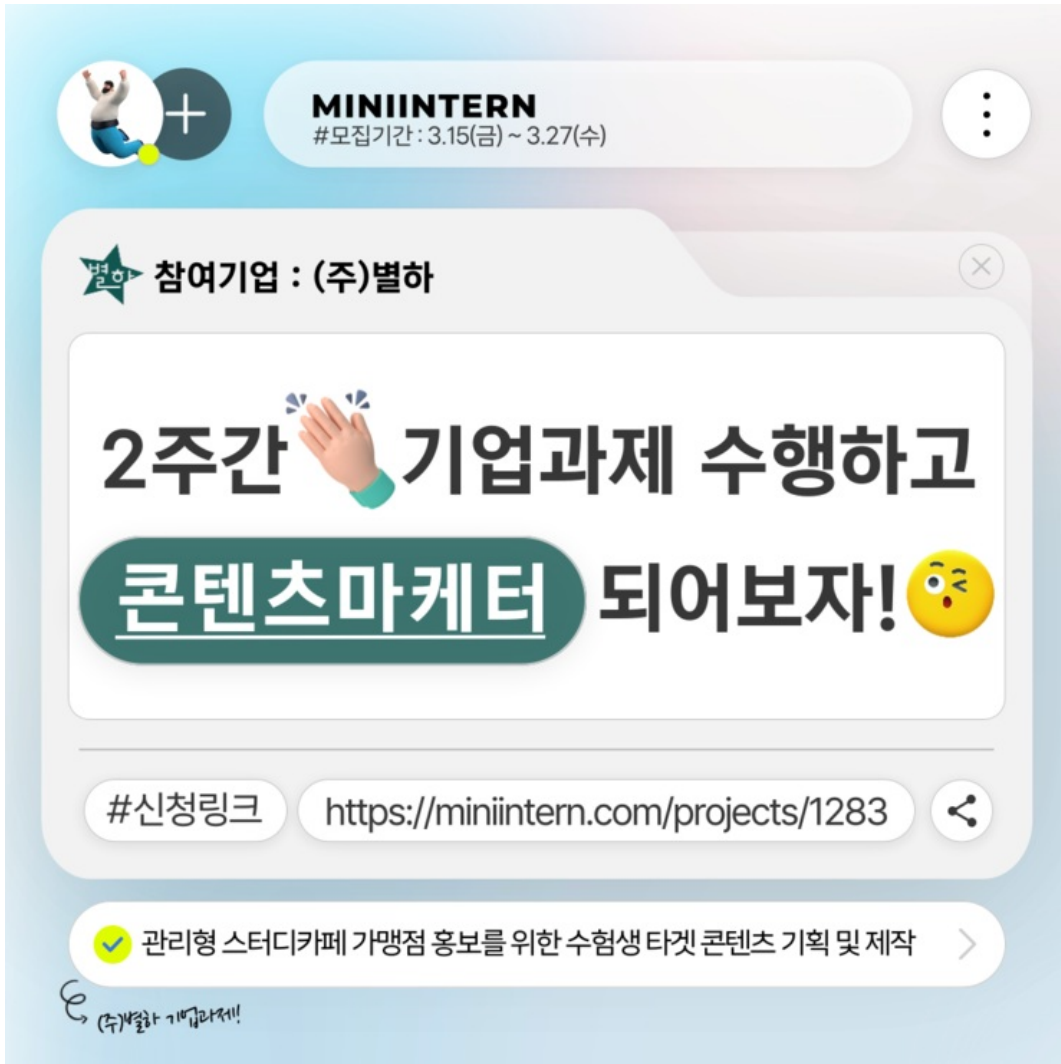 MINIINTERN
#모집기간 : 3.15(금) ~ 3.27(수)
별하 참여기업 : (주)별하
2주간 기업과제 수행하고
콘텐츠마케터 되어보자!
#신청링크 https://miniintern.com/projects/1283
관리형 스터디카페 가맹점 홍보를 위한 수험생 타겟 콘텐츠 기획 및 제작
(주)별하 기업과제!!